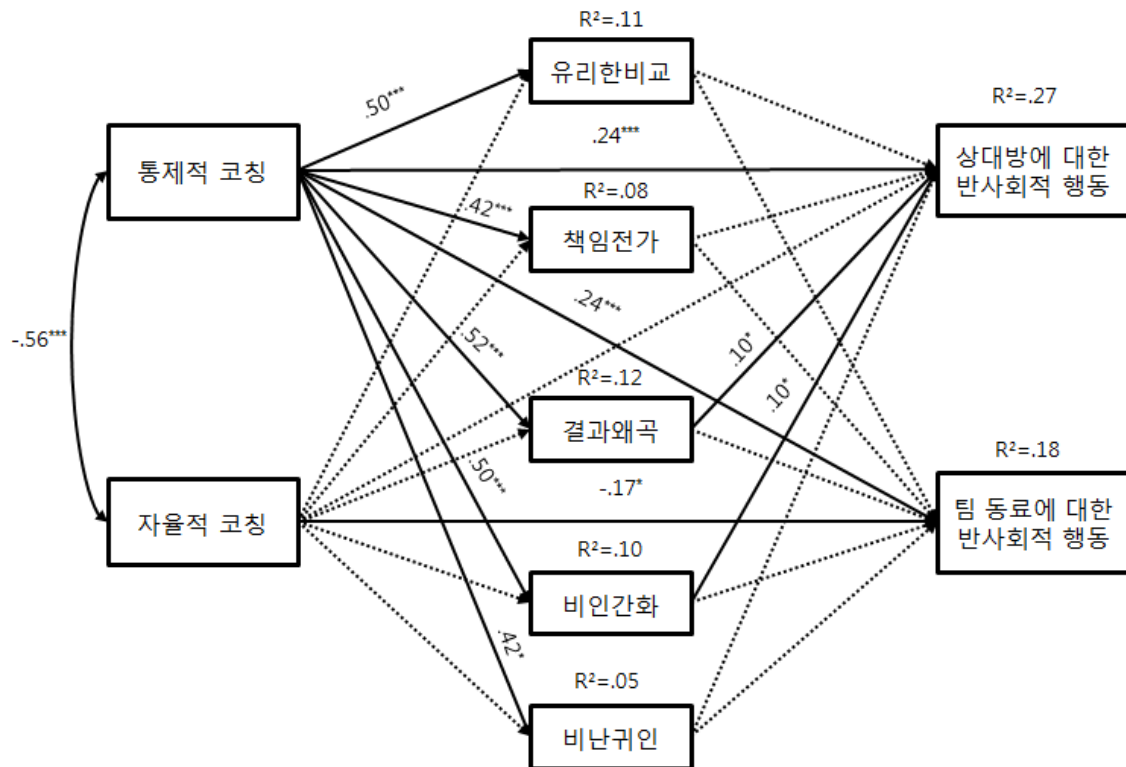 R²=.11
유리한비교
.50***
R²=.27
.24***
통제적 코칭
상대방에 대한
반사회적 행동
R²=.08
.42***
책임전가
.24***
-.56***
.52***
.10*
R²=.12
.10*
결과왜곡
R²=.18
.50***
-.17*
자율적 코칭
팀 동료에 대한
반사회적 행동
R²=.10
비인간화
.42*
R²=.05
비난귀인